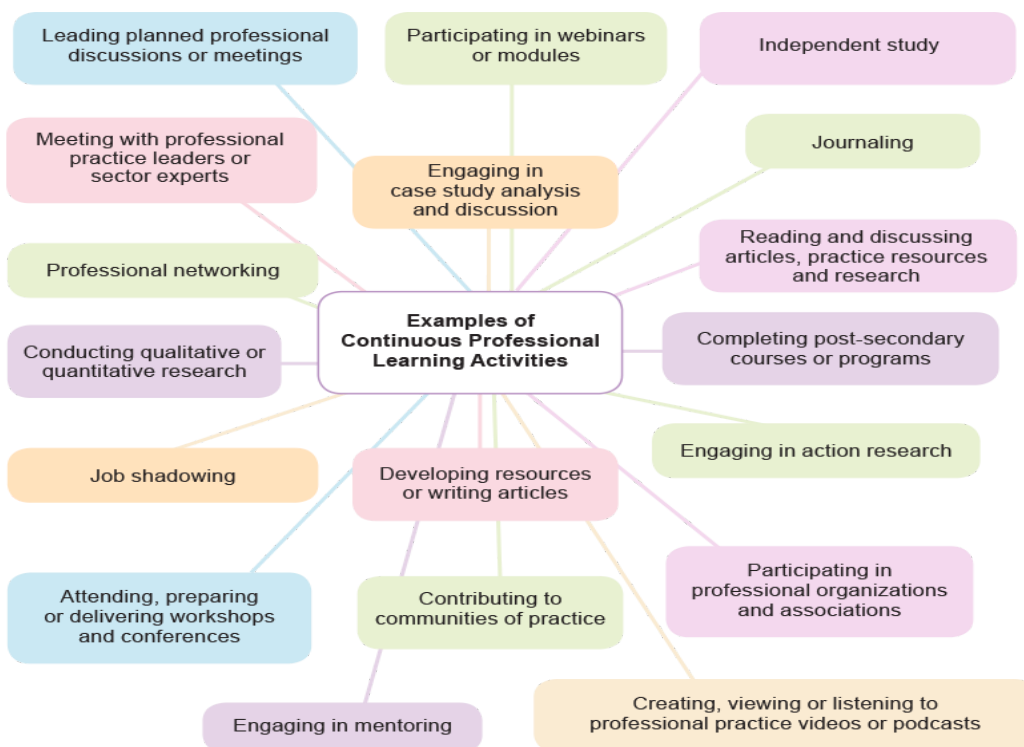 Leading planned professional
discussions or meetings
Participating in webinars
or modules
Independent study
Meeting with professional
practice leaders or
sector experts
Engaging in
case study analysis
and discussion
Journaling
Professional networking
Reading and discussing
articles, practice resources
and research
Examples of
Continuous Professional
Learning Activities
Conducting qualitative or
quantitative research
Completing post-secondary
courses or programs
Job shadowing
Developing resources
or writing articles
Engaging in action research
Attending, preparing
or delivering workshops
and conferences
Contributing to
communities of practice
Participating in
professional organizations
and associations
Engaging in mentoring
Creating, viewing or listening to
professional practice videos or podcasts